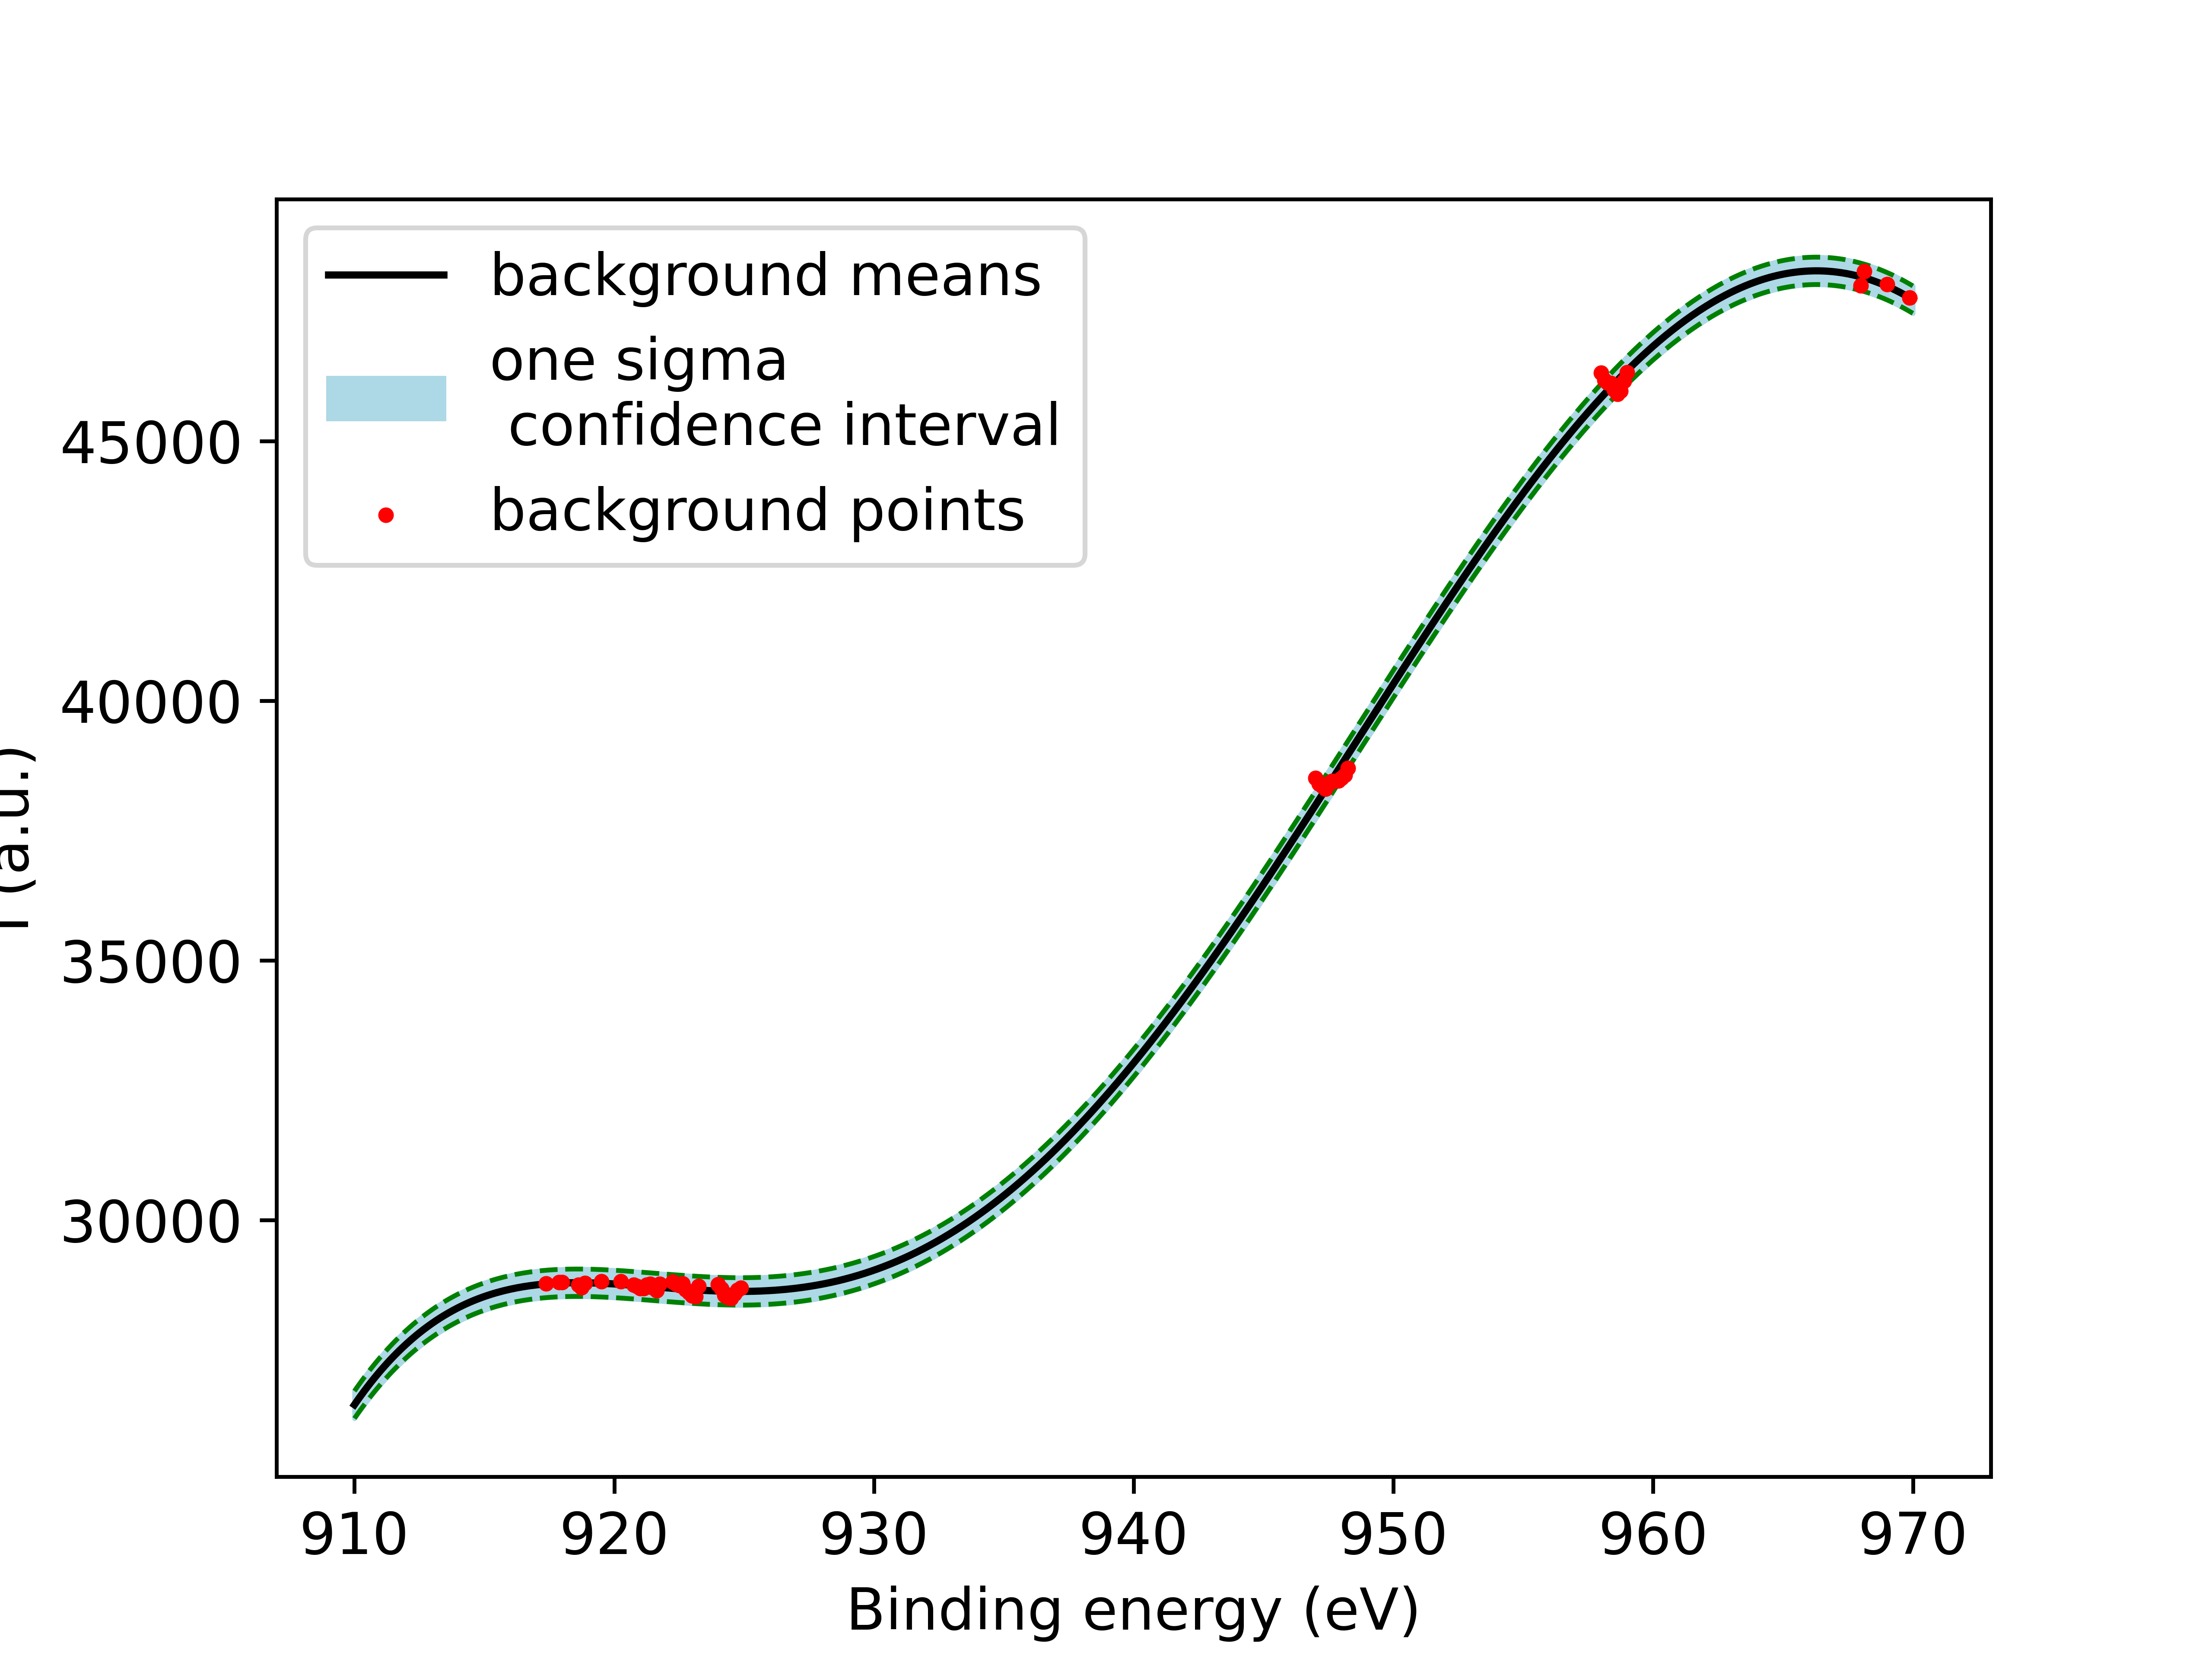 background means
one sigma
confidence interval
background points
45000
40000
35000
30000
(a.u.)
910 920 930 940 950 960 970
Binding energy (eV)